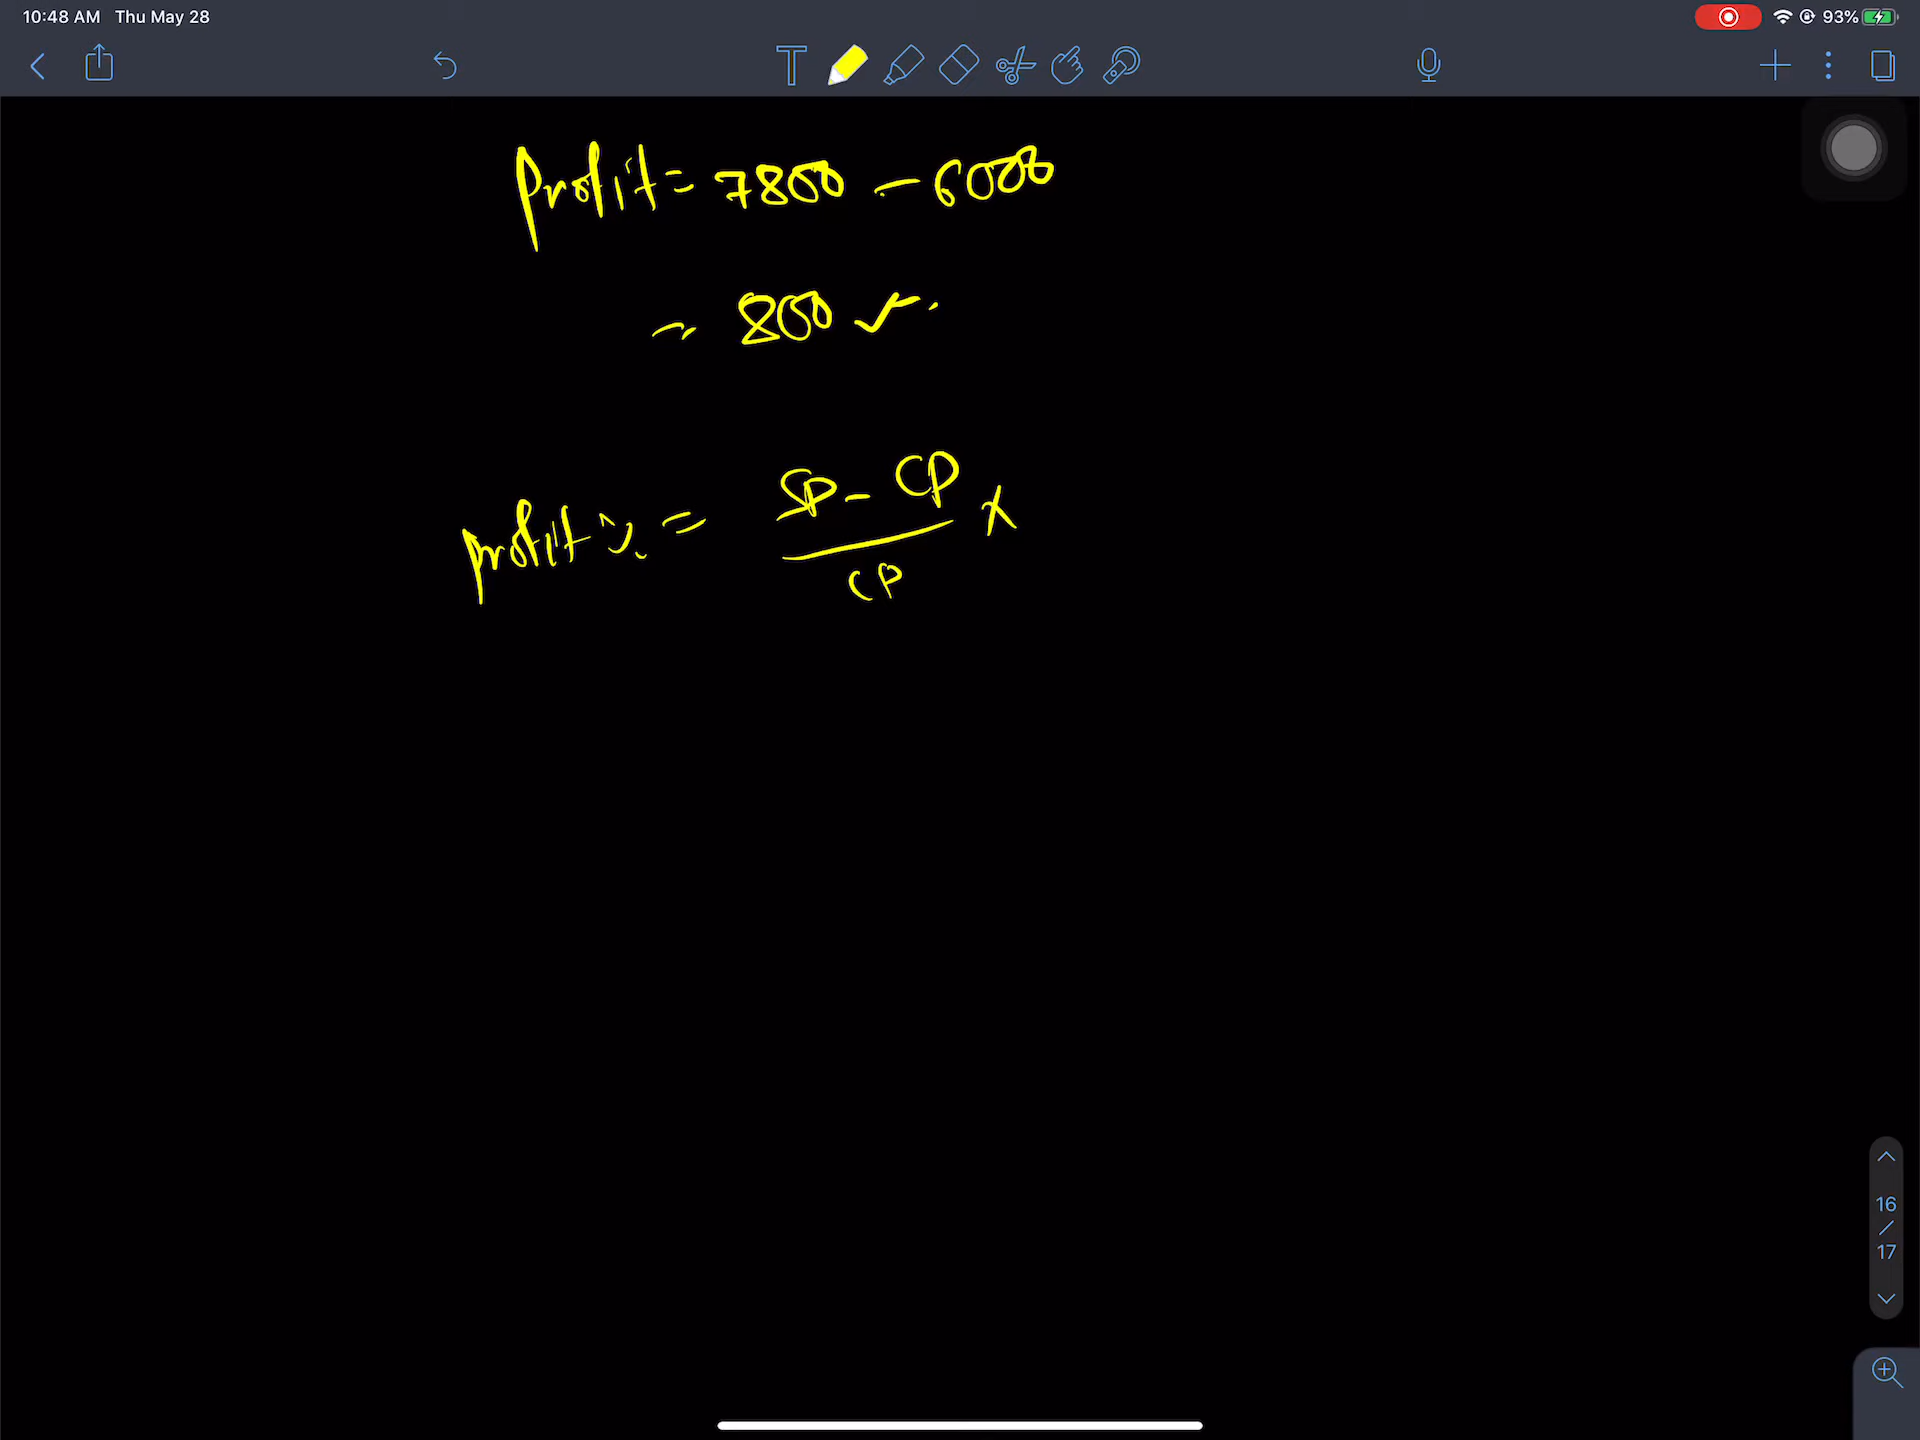 10:48 AM Thu May 28
93%
Profit = 7800 - 6000
= 800 ✓.
profit % = SP - CP ×
CP
16
/
17